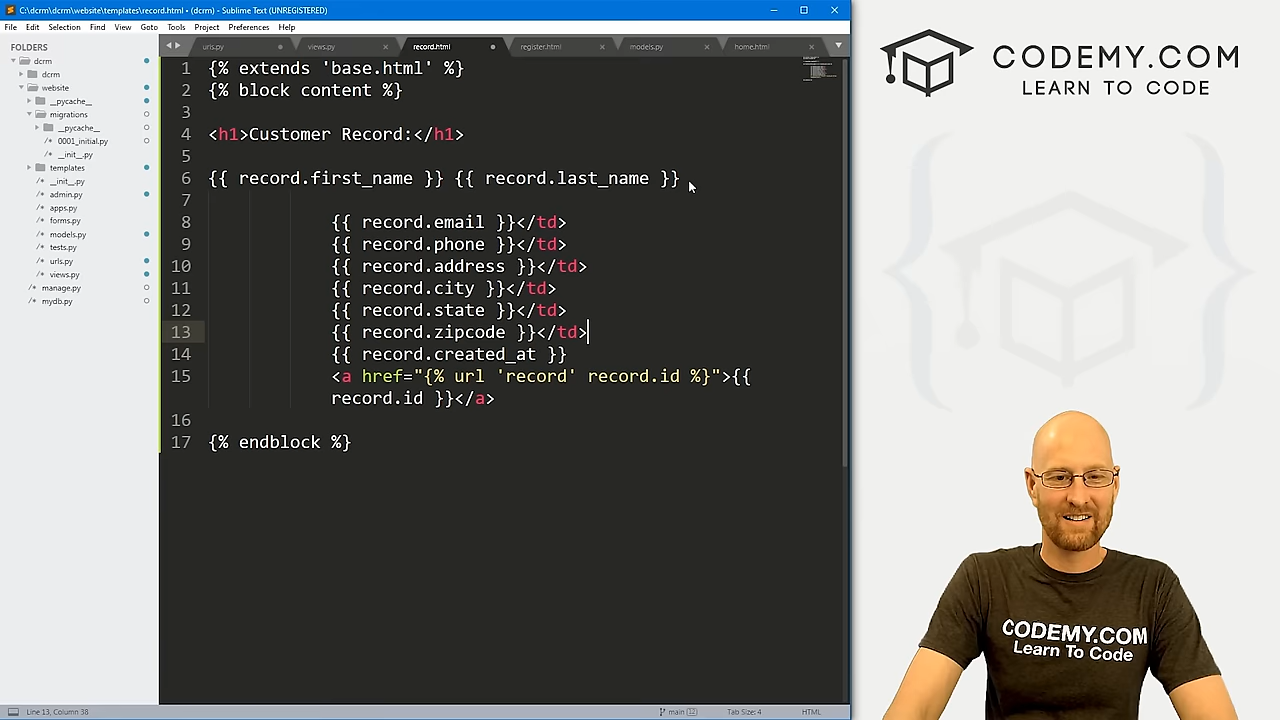 C:\dcrm\dcrm\website\templates\record.html • (dcrm) - Sublime Text (UNREGISTERED)
File Edit Selection Find View Goto Tools Project Preferences Help
FOLDERS
dcrm
dcrm
website
__pycache__
migrations
__pycache__
0001_initial.py
__init__.py
templates
__init__.py
admin.py
apps.py
forms.py
models.py
tests.py
urls.py
views.py
manage.py
mydb.py
urls.py views.py record.html register.html models.py home.html
1 {% extends 'base.html' %}
2 {% block content %}
3
4 <h1>Customer Record:</h1>
5
6 {{ record.first_name }} {{ record.last_name }}
7
8 {{ record.email }}</td>
9 {{ record.phone }}</td>
10 {{ record.address }}</td>
11 {{ record.city }}</td>
12 {{ record.state }}</td>
13 {{ record.zipcode }}</td>
14 {{ record.created_at }}
15 <a href="{% url 'record' record.id %}">{{
record.id }}</a>
16
17 {% endblock %}
Line 13, Column 38
main 12 Tab Size: 4 HTML
CODEMY.COM
LEARN TO CODE
CODEMY.COM
Learn To Code